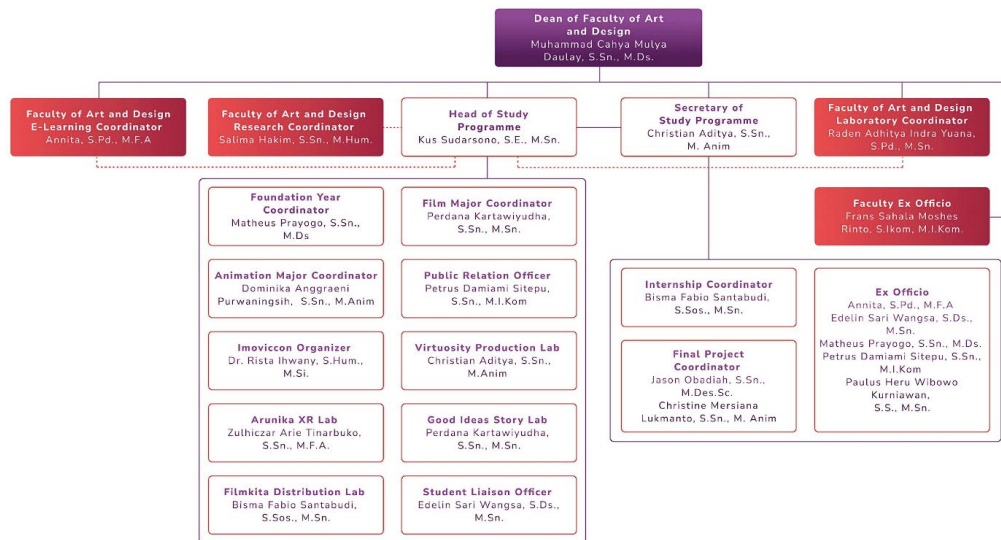 Dean of Faculty of Art
and Design
Muhammad Cahya Mulya
Daulay, S.Sn., M.Ds.
Faculty of Art and Design
E-Learning Coordinator
Annita, S.Pd., M.F.A
Faculty of Art and Design
Research Coordinator
Salima Hakim, S.Sn., M.Hum.
Head of Study
Programme
Kus Sudarsono, S.E., M.Sn.
Secretary of
Study Programme
Christian Aditya, S.Sn.,
M. Anim
Faculty of Art and Design
Laboratory Coordinator
Raden Adhitya Indra Yuana,
S.Pd., M.Sn.
Faculty Ex Officio
Frans Sahala Moshes
Rinto, S.Ikom, M.I.Kom.
Foundation Year
Coordinator
Matheus Prayogo, S.Sn.,
M.Ds
Film Major Coordinator
Perdana Kartawiyudha,
S.Sn., M.Sn.
Animation Major Coordinator
Dominika Anggraeni
Purwaningsih, S.Sn., M.Anim
Public Relation Officer
Petrus Damiami Sitepu,
S.Sn., M.I.Kom
Imoviccon Organizer
Dr. Rista Ihwany, S.Hum.,
M.Si.
Virtuosity Production Lab
Christian Aditya, S.Sn.,
M.Anim
Arunika XR Lab
Zulhiczar Arie Tinarbuko,
S.Sn., M.F.A.
Good Ideas Story Lab
Perdana Kartawiyudha,
S.Sn., M.Sn.
Filmkita Distribution Lab
Bisma Fabio Santabudi,
S.Sos., M.Sn.
Student Liaison Officer
Edelin Sari Wangsa, S.Ds.,
M.Sn.
Internship Coordinator
Bisma Fabio Santabudi,
S.Sos., M.Sn.
Final Project
Coordinator
Jason Obadiah, S.Sn.,
M.Des.Sc.
Christine Mersiana
Lukmanto, S.Sn., M. Anim
Ex Officio
Annita, S.Pd., M.F.A
Edelin Sari Wangsa, S.Ds.,
M.Sn.
Matheus Prayogo, S.Sn., M.Ds.
Petrus Damiami Sitepu, S.Sn.,
M.I.Kom
Paulus Heru Wibowo
Kurniawan,
S.S., M.Sn.